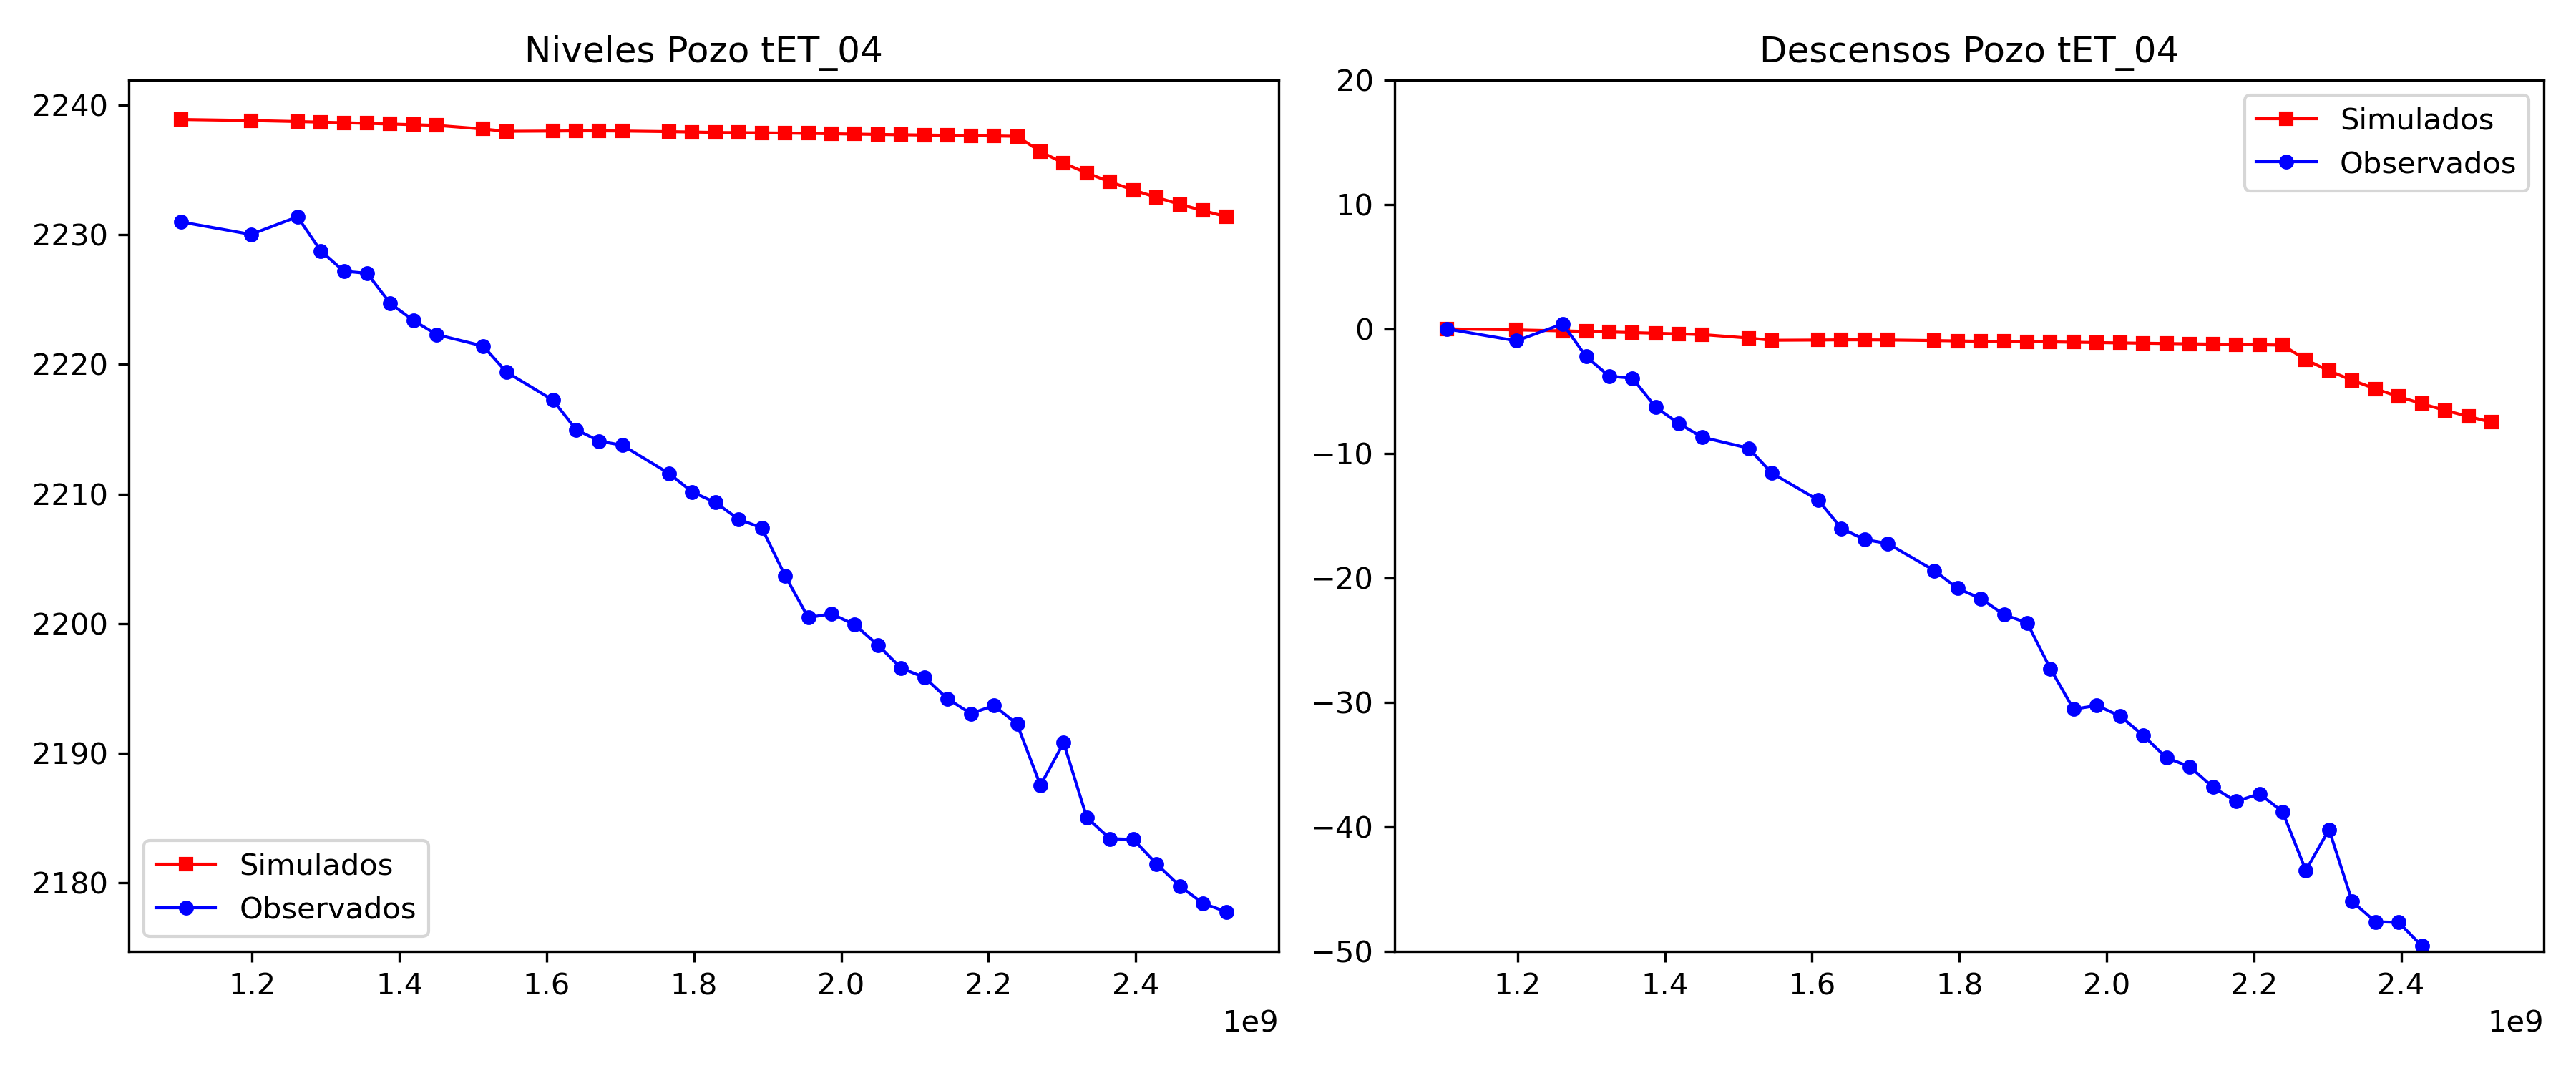 Niveles Pozo tET_04
2240
2230
2220
2210
2200
2190
2180
Simulados
Observados
1.2 1.4 1.6 1.8 2.0 2.2 2.4
1e9
Descensos Pozo tET_04
20
10
0
−10
−20
−30
−40
−50
Simulados
Observados
1.2 1.4 1.6 1.8 2.0 2.2 2.4
1e9